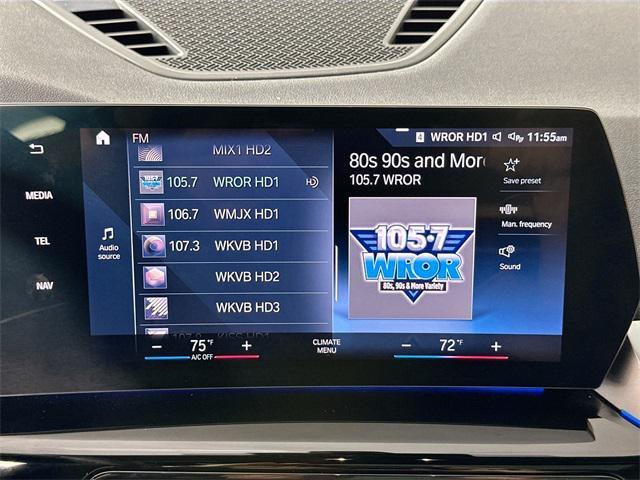 FM
WROR HD1 11:55am
MEDIA
TEL
NAV
Audio
source
MIX1 HD2
105.7 WROR HD1
106.7 WMJX HD1
107.3 WKVB HD1
WKVB HD2
WKVB HD3
KISS HD1
80s 90s and Mor
105.7 WROR
105.7
WROR
80s, 90s & More Variety
Save preset
Man. frequency
Sound
− 75°F +
A/C OFF
CLIMATE
MENU
− 72°F +